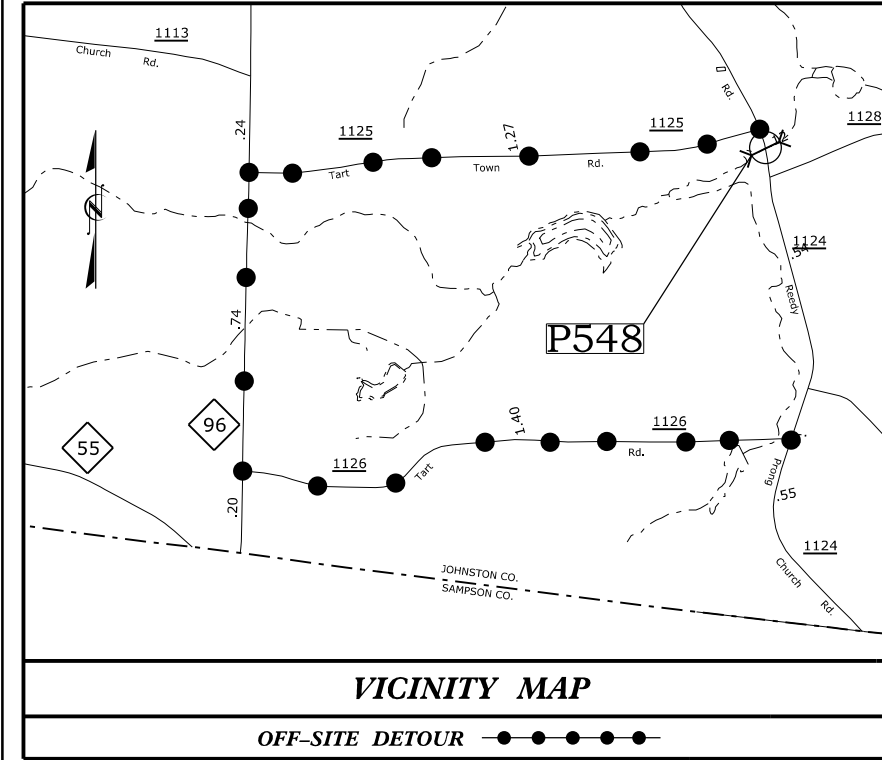 1113
Church Rd.
.24
1125
1.27
1125
Rd.
1128
Tart Town Rd.
N
1124
.54
Reedy
.74
P548
96
55
1.40
1126
1126
Tart Rd.
Prong
.55
.20
1124
JOHNSTON CO.
SAMPSON CO.
Church Rd.
VICINITY MAP
OFF–SITE DETOUR